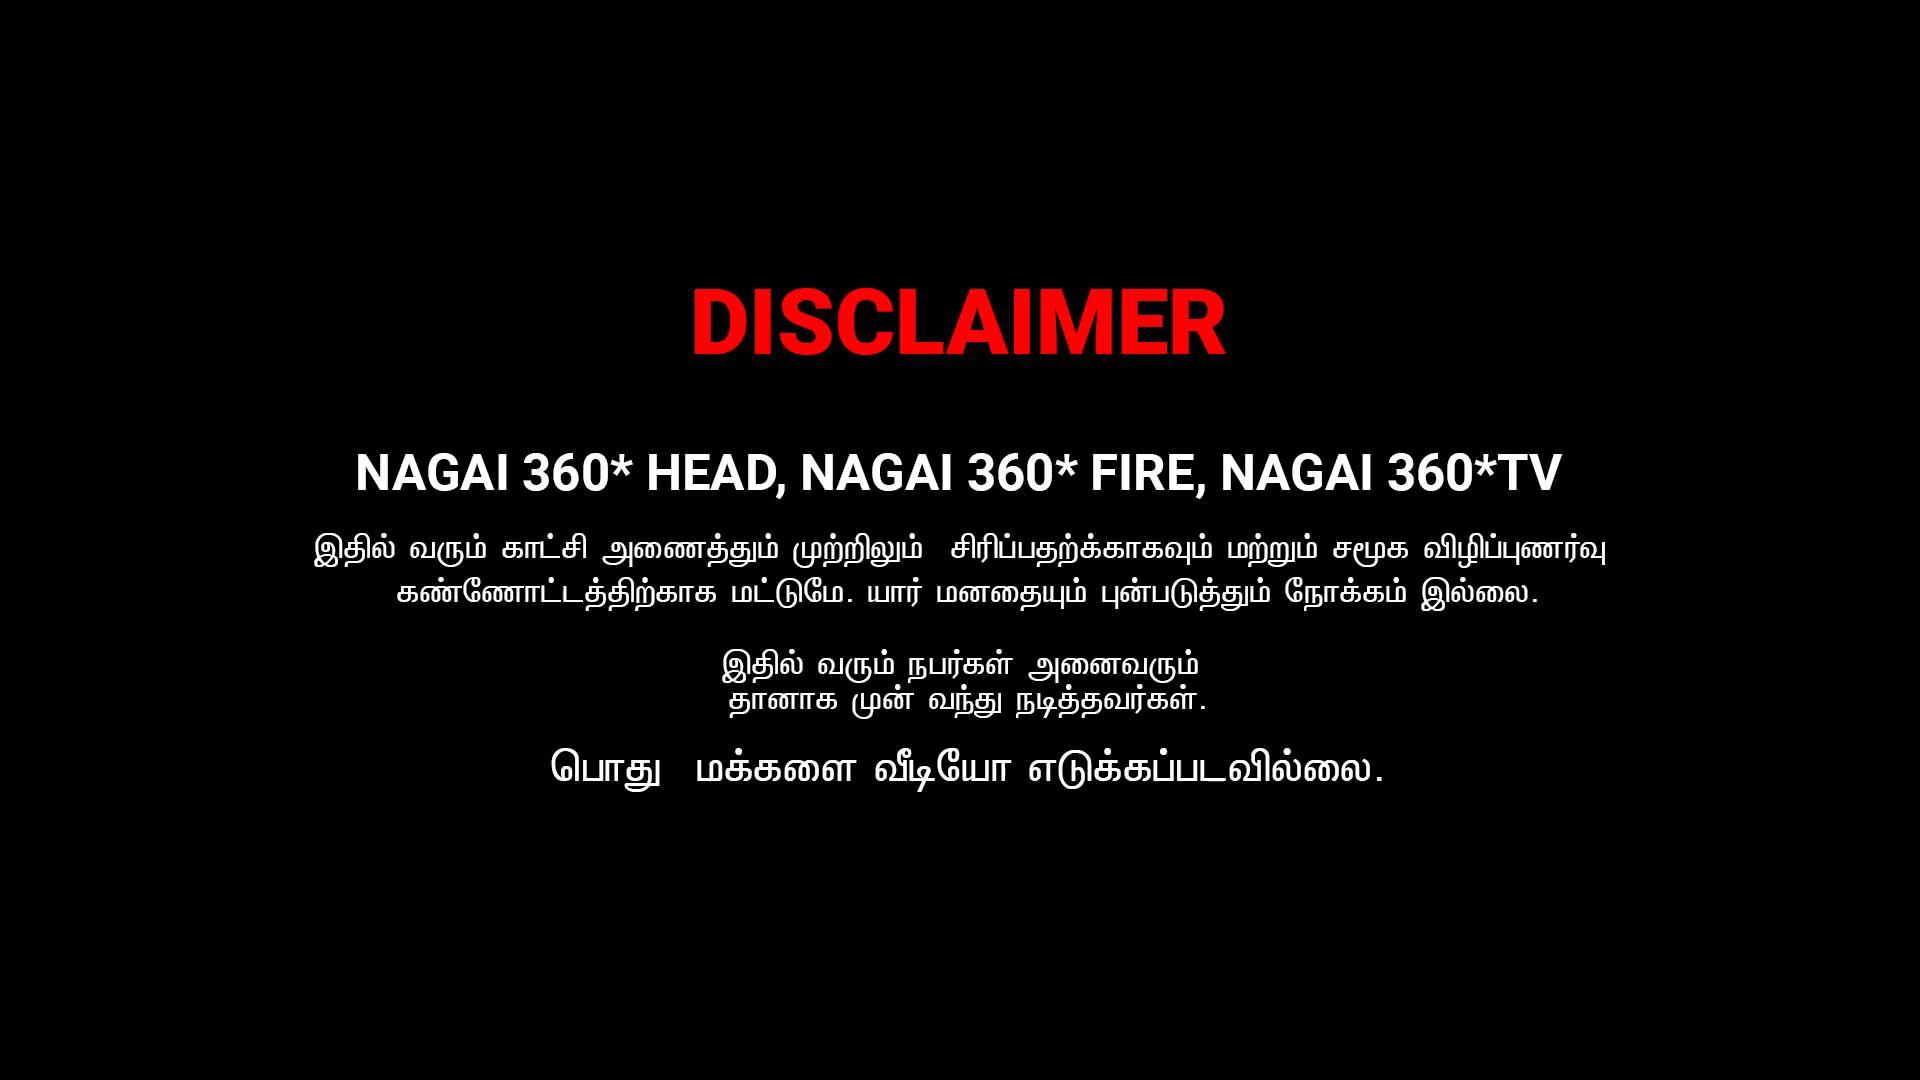 DISCLAIMER
NAGAI 360* HEAD, NAGAI 360* FIRE, NAGAI 360*TV
இதில் வரும் காட்சி அணைத்தும் முற்றிலும் சிரிப்பதற்க்காகவும் மற்றும் சமூக விழிப்புணர்வு
கண்ணோட்டத்திற்காக மட்டுமே. யார் மனதையும் புன்படுத்தும் நோக்கம் இல்லை.
இதில் வரும் நபர்கள் அனைவரும்
தானாக முன் வந்து நடித்தவர்கள்.
பொது மக்களை வீடியோ எடுக்கப்படவில்லை.